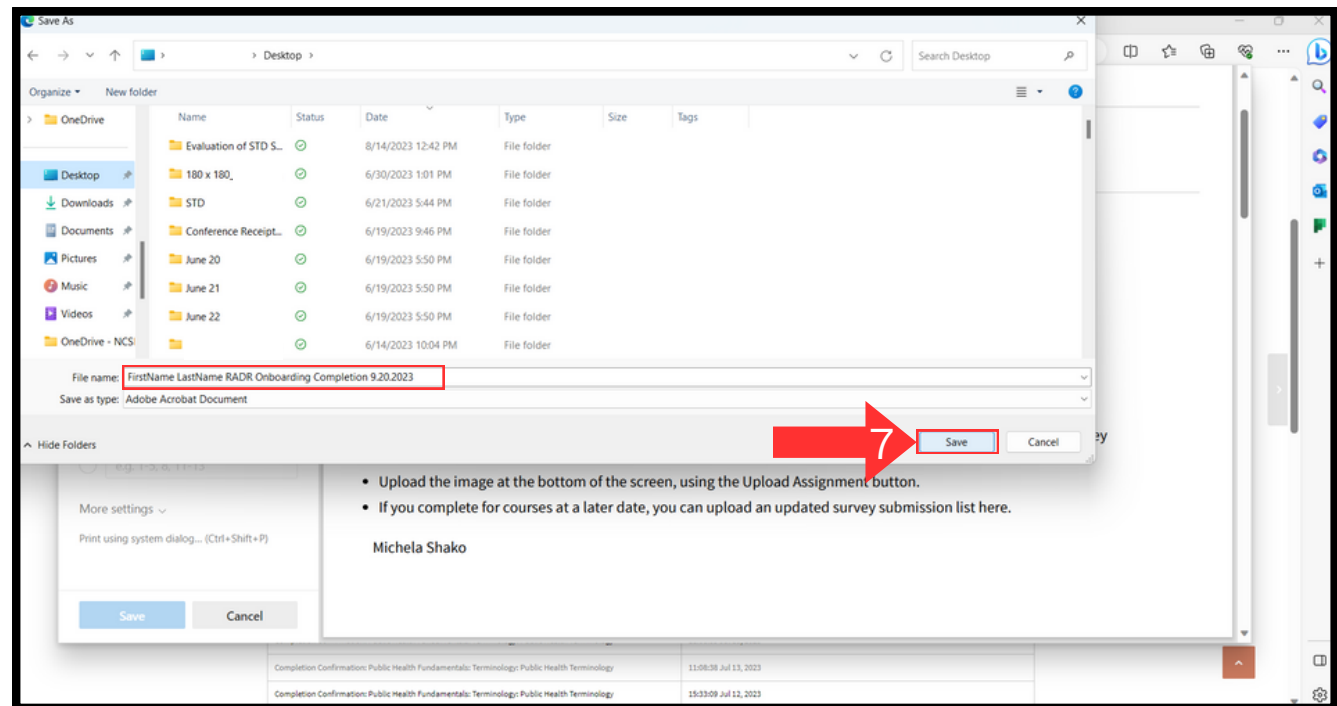 Save As
> > Desktop >
Search Desktop
Organize New folder
OneDrive
Desktop
Downloads
Documents
Pictures
Music
Videos
OneDrive - NCS
Name Status Date Type Size Tags
Evaluation of STD S... 8/14/2023 12:42 PM File folder
180 x 180_ 6/30/2023 1:01 PM File folder
STD 6/21/2023 5:44 PM File folder
Conference Receipt... 6/19/2023 9:46 PM File folder
June 20 6/19/2023 5:50 PM File folder
June 21 6/19/2023 5:50 PM File folder
June 22 6/19/2023 5:50 PM File folder
6/14/2023 10:04 PM File folder
File name: FirstName LastName RADR Onboarding Completion 9.20.2023
Save as type: Adobe Acrobat Document
Hide Folders
7
Save Cancel
ey
e.g. 1-5, 8, 11-13
• Upload the image at the bottom of the screen, using the Upload Assignment button.
More settings
• If you complete for courses at a later date, you can upload an updated survey submission list here.
Print using system dialog... (Ctrl+Shift+P)
Michela Shako
Save Cancel
Completion Confirmation: Public Health Fundamentals: Terminology: Public Health Terminology 11:08:38 Jul 13, 2023
Completion Confirmation: Public Health Fundamentals: Terminology: Public Health Terminology 15:33:09 Jul 12, 2023